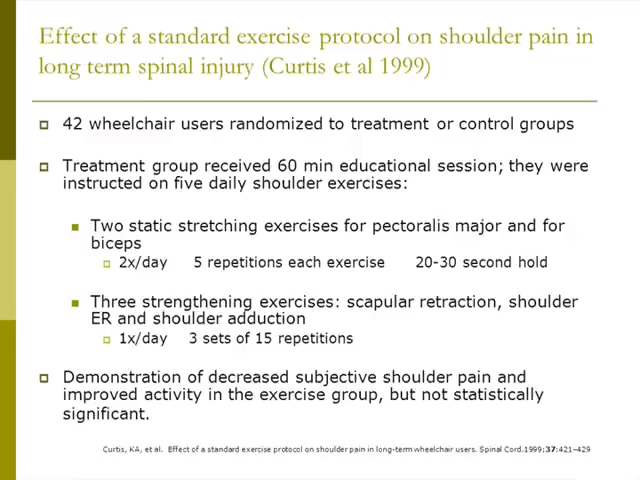 Effect of a standard exercise protocol on shoulder pain in
long term spinal injury (Curtis et al 1999)
42 wheelchair users randomized to treatment or control groups
Treatment group received 60 min educational session; they were
instructed on five daily shoulder exercises:
Two static stretching exercises for pectoralis major and for
biceps
2x/day 5 repetitions each exercise 20-30 second hold
Three strengthening exercises: scapular retraction, shoulder
ER and shoulder adduction
1x/day 3 sets of 15 repetitions
Demonstration of decreased subjective shoulder pain and
improved activity in the exercise group, but not statistically
significant.
Curtis, KA, et al. Effect of a standard exercise protocol on shoulder pain in long-term wheelchair users. Spinal Cord.1999;37:421–429